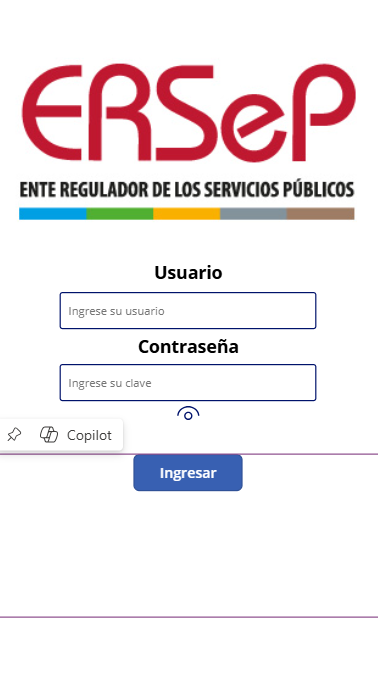 ERSeP
ENTE REGULADOR DE LOS SERVICIOS PÚBLICOS
Usuario
Ingrese su usuario
Contraseña
Ingrese su clave
Copilot
Ingresar